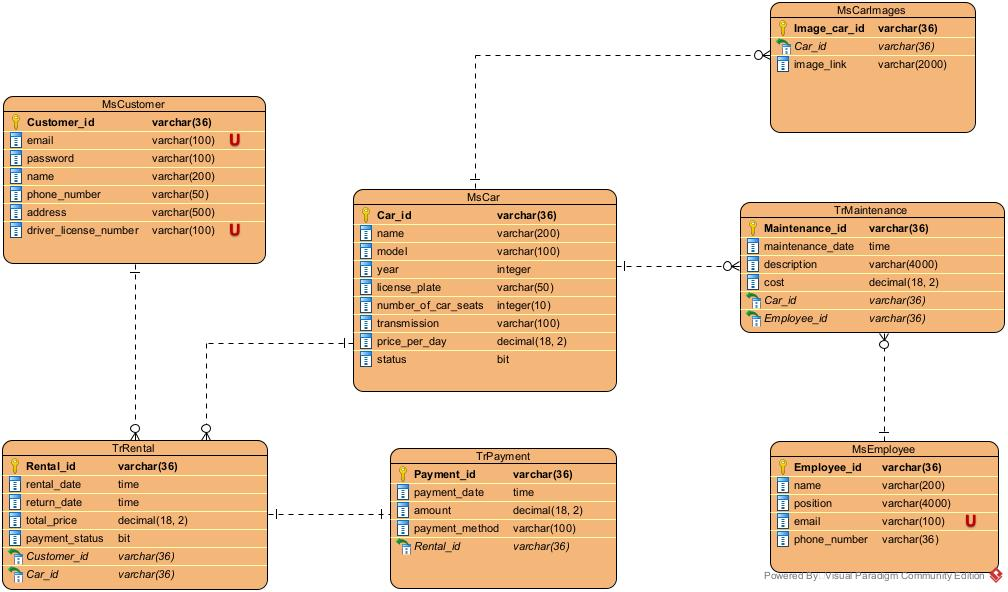 MsCarImages
Image_car_id varchar(36)
Car_id varchar(36)
image_link varchar(2000)
MsCustomer
Customer_id varchar(36)
email varchar(100) U
password varchar(100)
name varchar(200)
phone_number varchar(50)
address varchar(500)
driver_license_number varchar(100) U
MsCar
Car_id varchar(36)
name varchar(200)
model varchar(100)
year integer
license_plate varchar(50)
number_of_car_seats integer(10)
transmission varchar(100)
price_per_day decimal(18, 2)
status bit
TrMaintenance
Maintenance_id varchar(36)
maintenance_date time
description varchar(4000)
cost decimal(18, 2)
Car_id varchar(36)
Employee_id varchar(36)
TrRental
Rental_id varchar(36)
rental_date time
return_date time
total_price decimal(18, 2)
payment_status bit
Customer_id varchar(36)
Car_id varchar(36)
TrPayment
Payment_id varchar(36)
payment_date time
amount decimal(18, 2)
payment_method varchar(100)
Rental_id varchar(36)
MsEmployee
Employee_id varchar(36)
name varchar(200)
position varchar(4000)
email varchar(100) U
phone_number varchar(36)
Powered By Visual Paradigm Community Edition